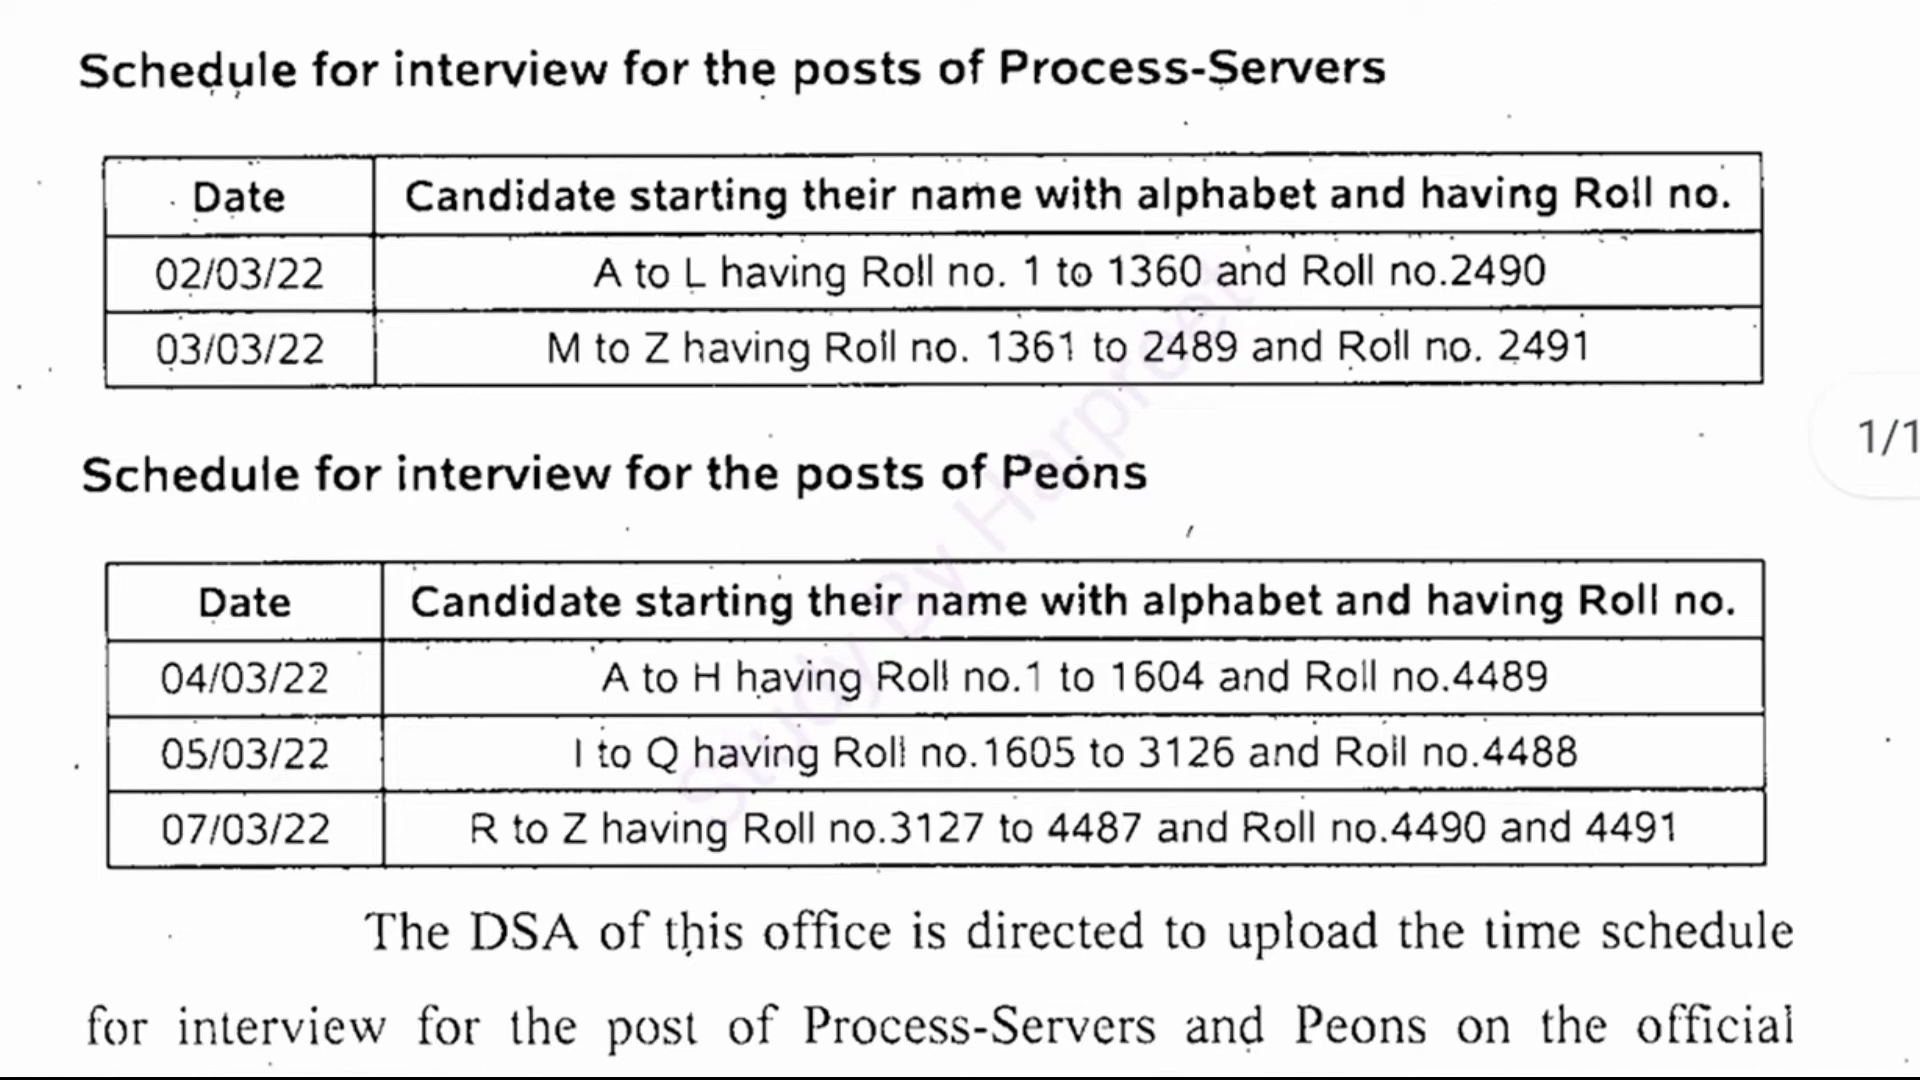 Schedule for interview for the posts of Process-Servers
Date Candidate starting their name with alphabet and having Roll no.
02/03/22 A to L having Roll no. 1 to 1360 and Roll no.2490
03/03/22 M to Z having Roll no. 1361 to 2489 and Roll no. 2491
1/1
Schedule for interview for the posts of Peons
Date Candidate starting their name with alphabet and having Roll no.
04/03/22 A to H having Roll no.1 to 1604 and Roll no.4489
05/03/22 I to Q having Roll no.1605 to 3126 and Roll no.4488
07/03/22 R to Z having Roll no.3127 to 4487 and Roll no.4490 and 4491
The DSA of this office is directed to upload the time schedule
for interview for the post of Process-Servers and Peons on the official
Study By Harpreet